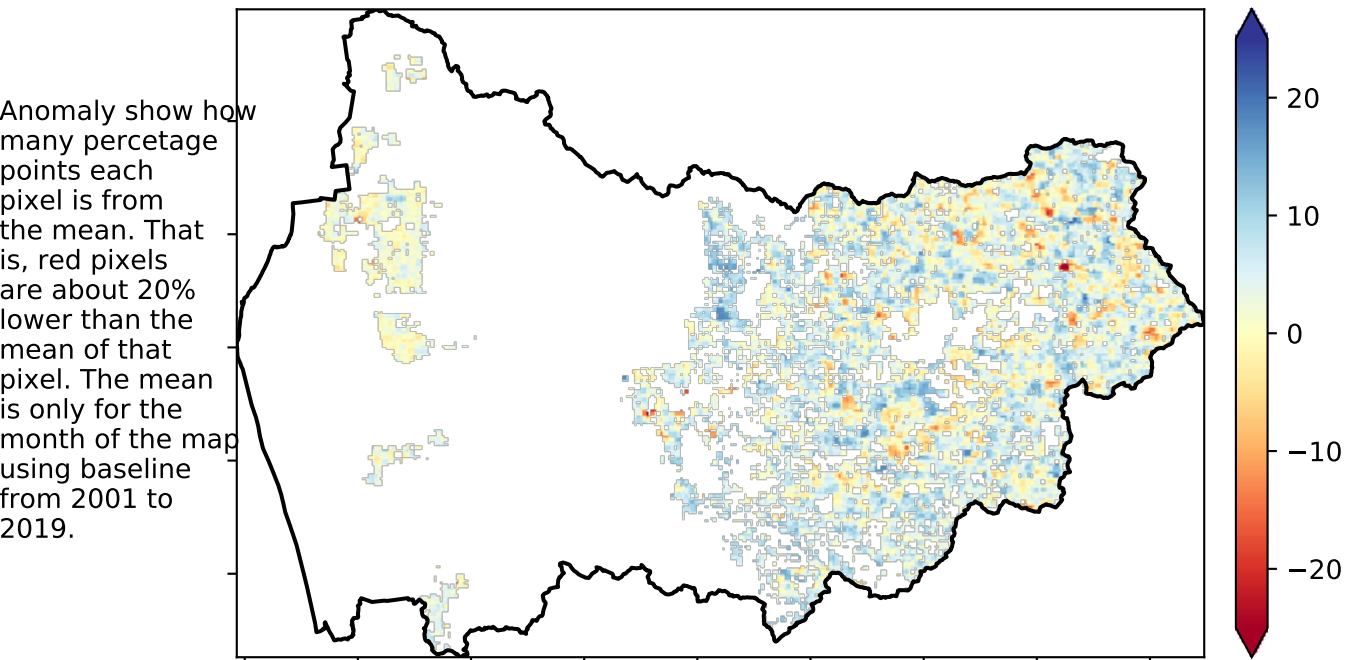 Anomaly show how
many percetage
points each
pixel is from
the mean. That
is, red pixels
are about 20%
lower than the
mean of that
pixel. The mean
is only for the
month of the map
using baseline
from 2001 to
2019.
20
10
0
−10
−20